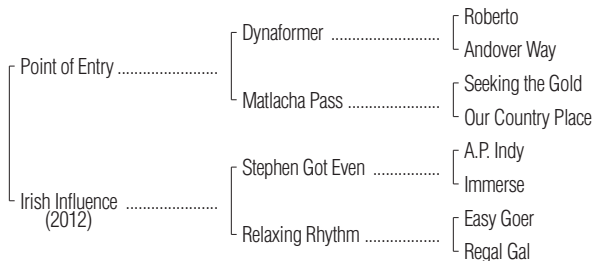 Roberto
Dynaformer ........................
Andover Way
Point of Entry ......................
Seeking the Gold
Matlacha Pass ....................
Our Country Place
A.P. Indy
Stephen Got Even ...............
Immerse
Irish Influence ....................
(2012)
Easy Goer
Relaxing Rhythm ................
Regal Gal